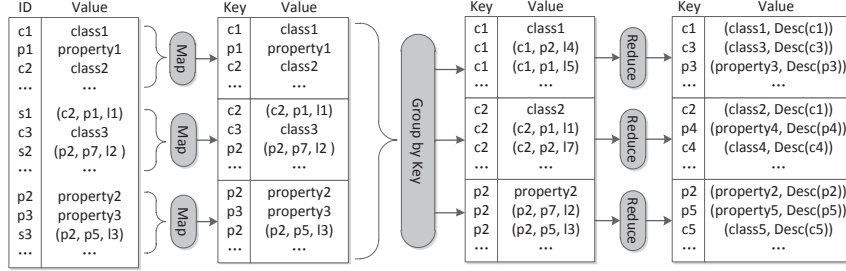 ID Value
c1 class1
p1 property1
c2 class2
... ...
s1 (c2, p1, l1)
c3 class3
s2 (p2, p7, l2 )
... ...
p2 property2
p3 property3
s3 (p2, p5, l3)
... ...
Map
Map
Map
Key Value
c1 class1
p1 property1
c2 class2
... ...
c2 (c2, p1, l1)
c3 class3
p2 (p2, p7, l2 )
... ...
p2 property2
p3 property3
p2 (p2, p5, l3)
... ...
Group by Key
Key Value
c1 class1
c1 (c1, p2, l4)
c1 (c1, p1, l5)
... ...
c2 class2
c2 (c2, p1, l1)
c2 (c2, p2, l7)
... ...
p2 property2
p2 (p2, p7, l2)
p2 (p2, p5, l3)
... ...
Reduce
Reduce
Reduce
Key Value
c1 (class1, Desc(c1))
c3 (class3, Desc(c3))
p3 (property3, Desc(p3))
... ...
c2 (class2, Desc(c1))
p4 (property4, Desc(p4))
c4 (class4, Desc(c4))
... ...
p2 (property2, Desc(p2))
p5 (property5, Desc(p5))
c5 (class5, Desc(c5))
... ...